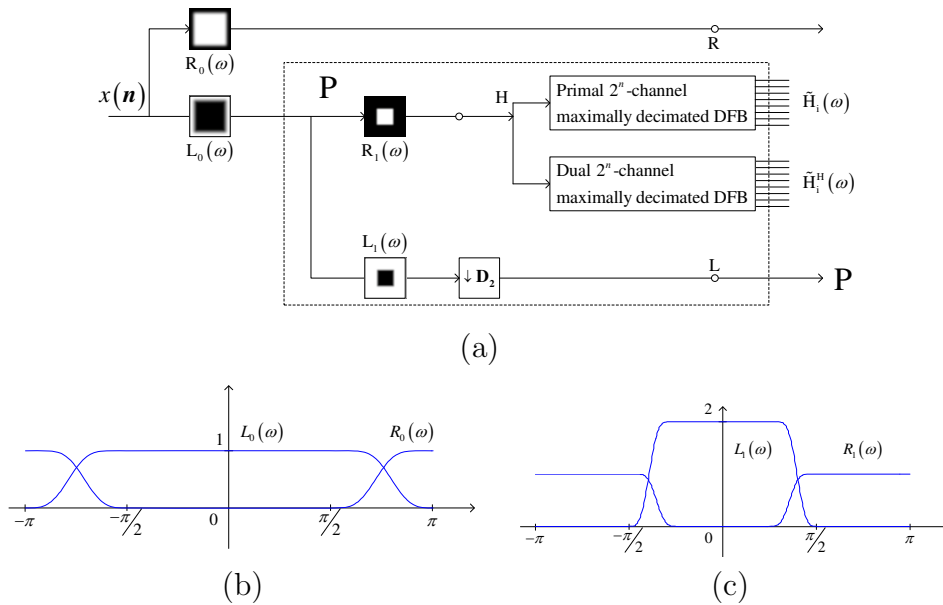 R₀(ω)
R
x(n)
L₀(ω)
P
R₁(ω)
H
Primal 2ⁿ-channel
maximally decimated DFB
H̃ᵢ(ω)
Dual 2ⁿ-channel
maximally decimated DFB
H̃ᵢᴴ(ω)
L₁(ω)
↓ D₂
L
P
(a)
1
L₀(ω)
R₀(ω)
−π
−π/2
0
π/2
π
(b)
2
L₁(ω)
R₁(ω)
−π
−π/2
0
π/2
π
(c)